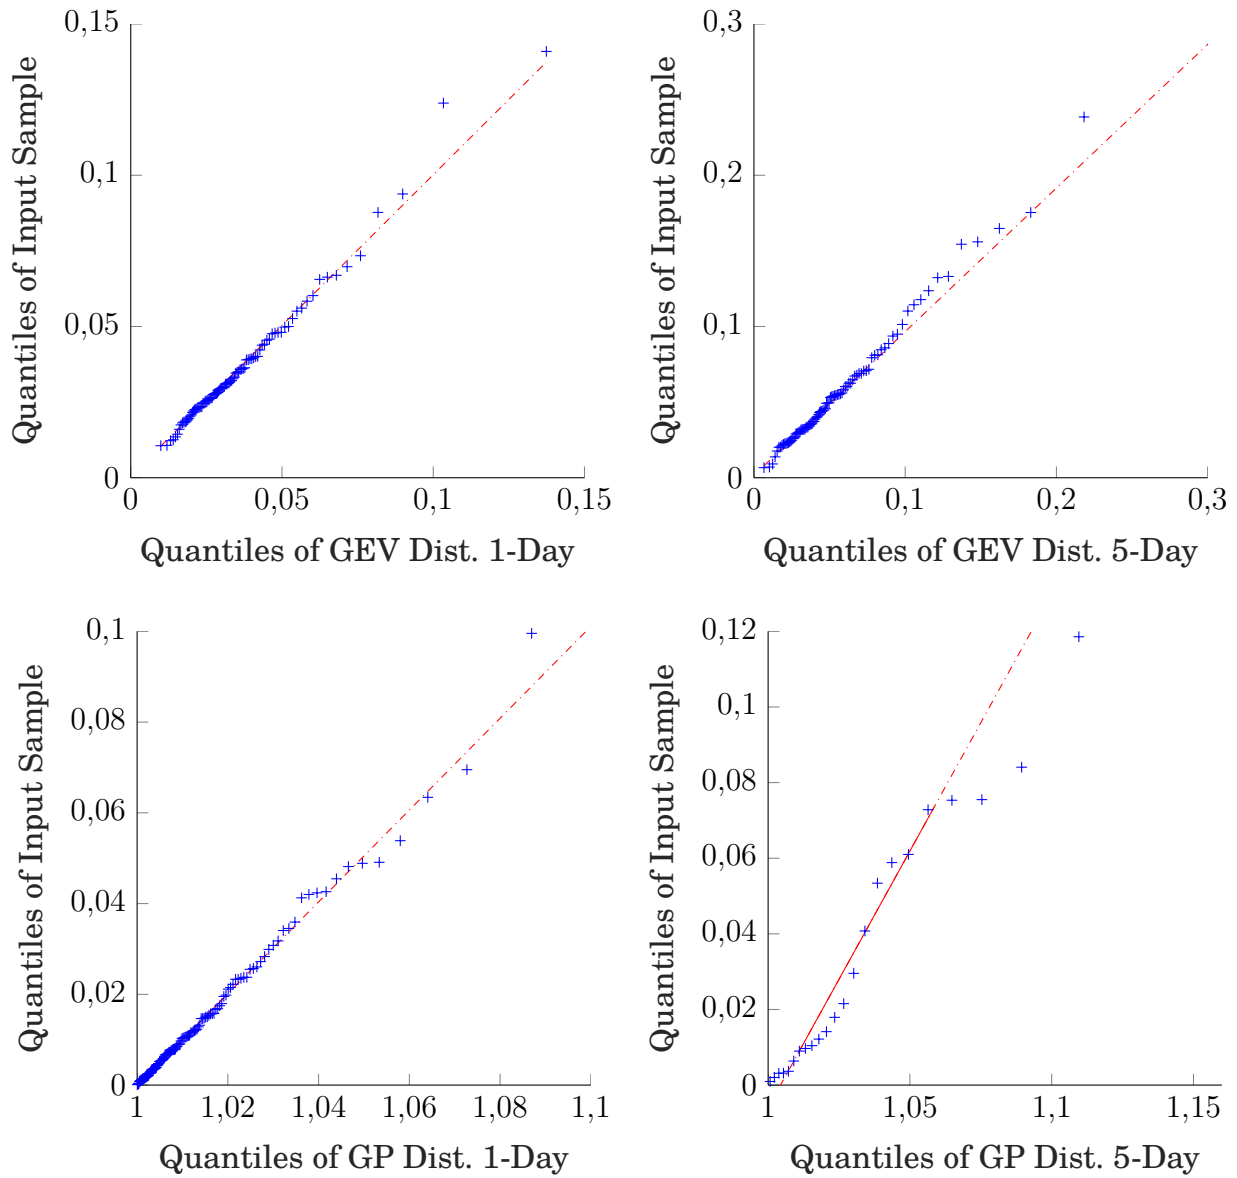 0,15
0,1
0,05
0
Quantiles of Input Sample
0 0,05 0,1 0,15
Quantiles of GEV Dist. 1-Day
0,3
0,2
0,1
0
Quantiles of Input Sample
0 0,1 0,2 0,3
Quantiles of GEV Dist. 5-Day
0,1
0,08
0,06
0,04
0,02
0
Quantiles of Input Sample
1 1,02 1,04 1,06 1,08 1,1
Quantiles of GP Dist. 1-Day
0,12
0,1
0,08
0,06
0,04
0,02
0
Quantiles of Input Sample
1 1,05 1,1 1,15
Quantiles of GP Dist. 5-Day